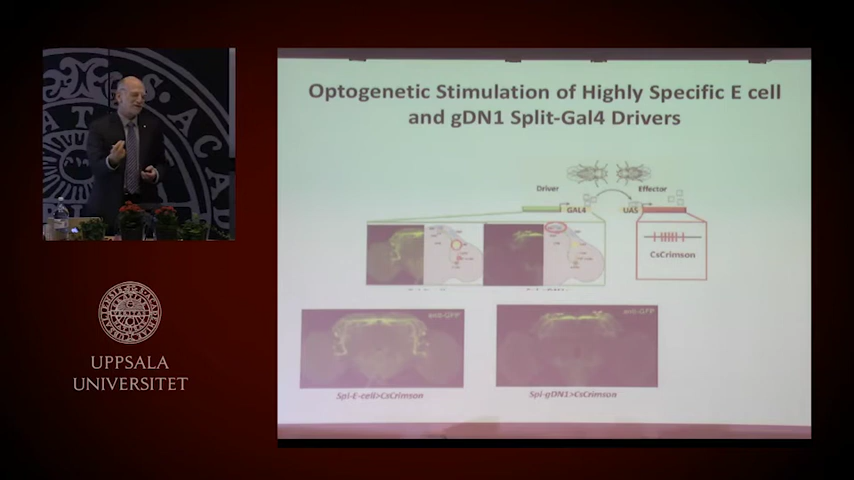 Optogenetic Stimulation of Highly Specific E cell
and gDN1 Split-Gal4 Drivers
Driver
Effector
GAL4
UAS
CsCrimson
anti-GFP
anti-GFP
Spl-E-cell>CsCrimson
Spl-gDN1>CsCrimson
UPPSALA
UNIVERSITET